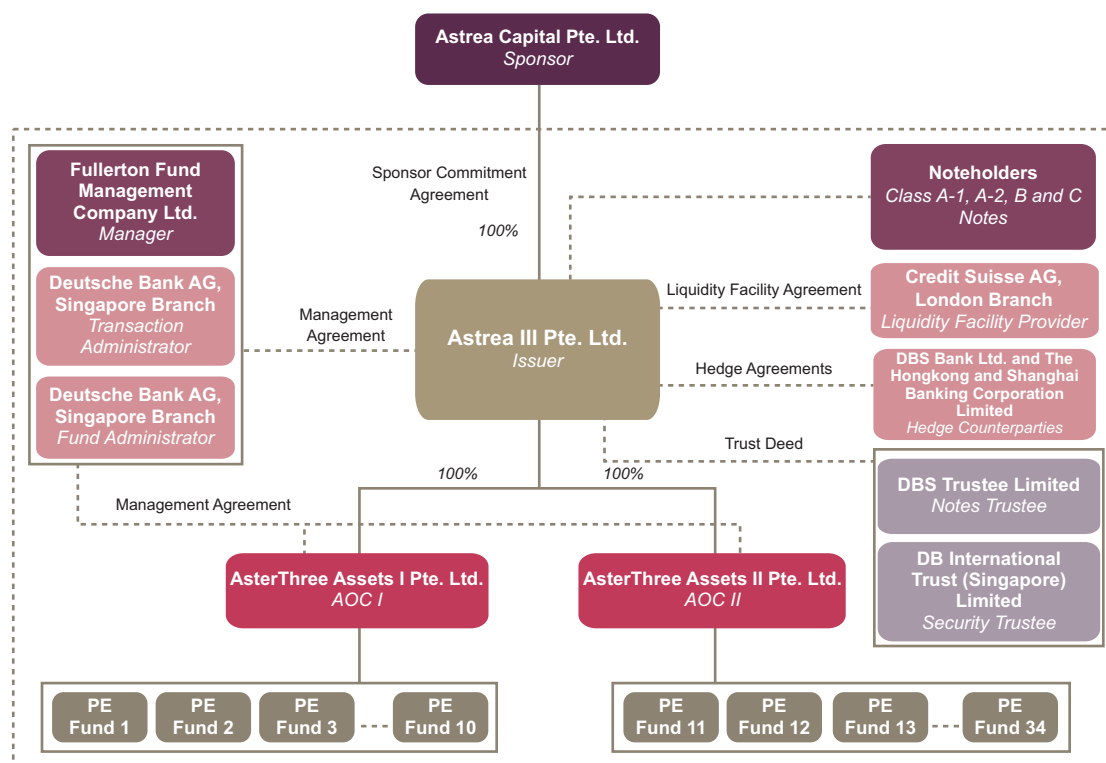 Astrea Capital Pte. Ltd.
Sponsor
Sponsor Commitment
Agreement
100%
Fullerton Fund
Management
Company Ltd.
Manager
Deutsche Bank AG,
Singapore Branch
Transaction
Administrator
Deutsche Bank AG,
Singapore Branch
Fund Administrator
Management
Agreement
Astrea III Pte. Ltd.
Issuer
Noteholders
Class A-1, A-2, B and C
Notes
Liquidity Facility Agreement
Credit Suisse AG,
London Branch
Liquidity Facility Provider
Hedge Agreements
DBS Bank Ltd. and The
Hongkong and Shanghai
Banking Corporation
Limited
Hedge Counterparties
Trust Deed
DBS Trustee Limited
Notes Trustee
DB International
Trust (Singapore)
Limited
Security Trustee
100%
100%
Management Agreement
AsterThree Assets I Pte. Ltd.
AOC I
AsterThree Assets II Pte. Ltd.
AOC II
PE
Fund 1
PE
Fund 2
PE
Fund 3
PE
Fund 10
PE
Fund 11
PE
Fund 12
PE
Fund 13
PE
Fund 34